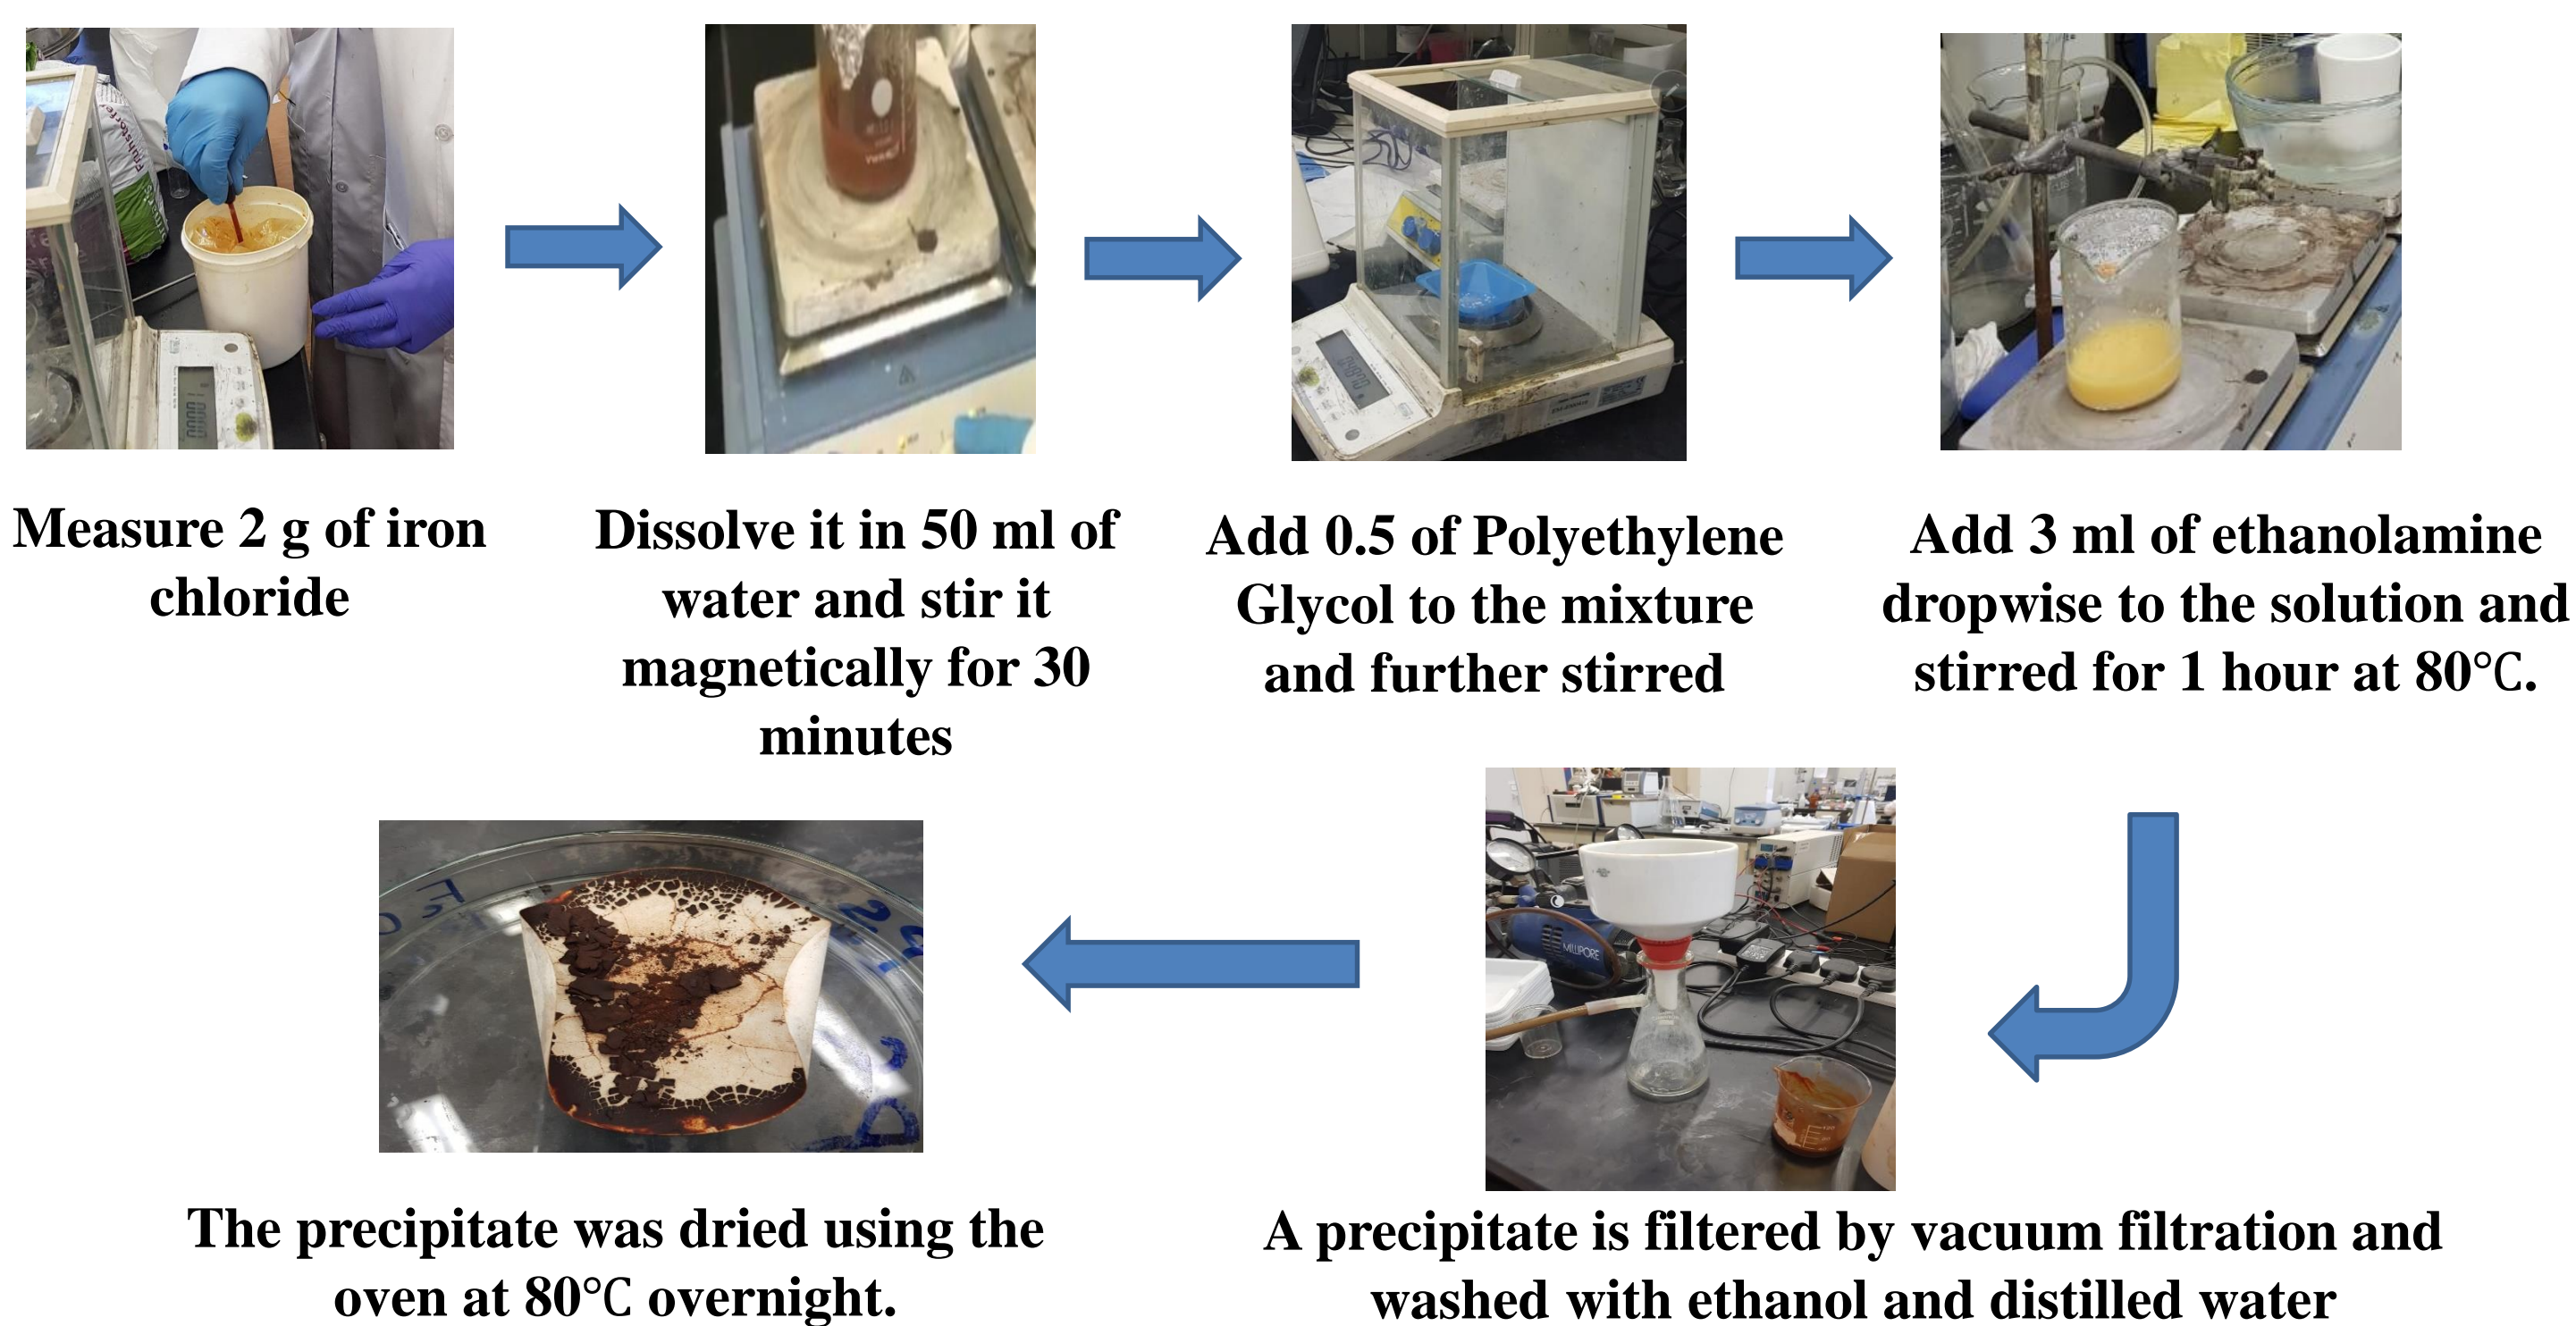 Measure 2 g of iron
chloride
Dissolve it in 50 ml of
water and stir it
magnetically for 30
minutes
Add 0.5 of Polyethylene
Glycol to the mixture
and further stirred
Add 3 ml of ethanolamine
dropwise to the solution and
stirred for 1 hour at 80℃.
MILLIPORE
A precipitate is filtered by vacuum filtration and
washed with ethanol and distilled water
The precipitate was dried using the
oven at 80℃ overnight.